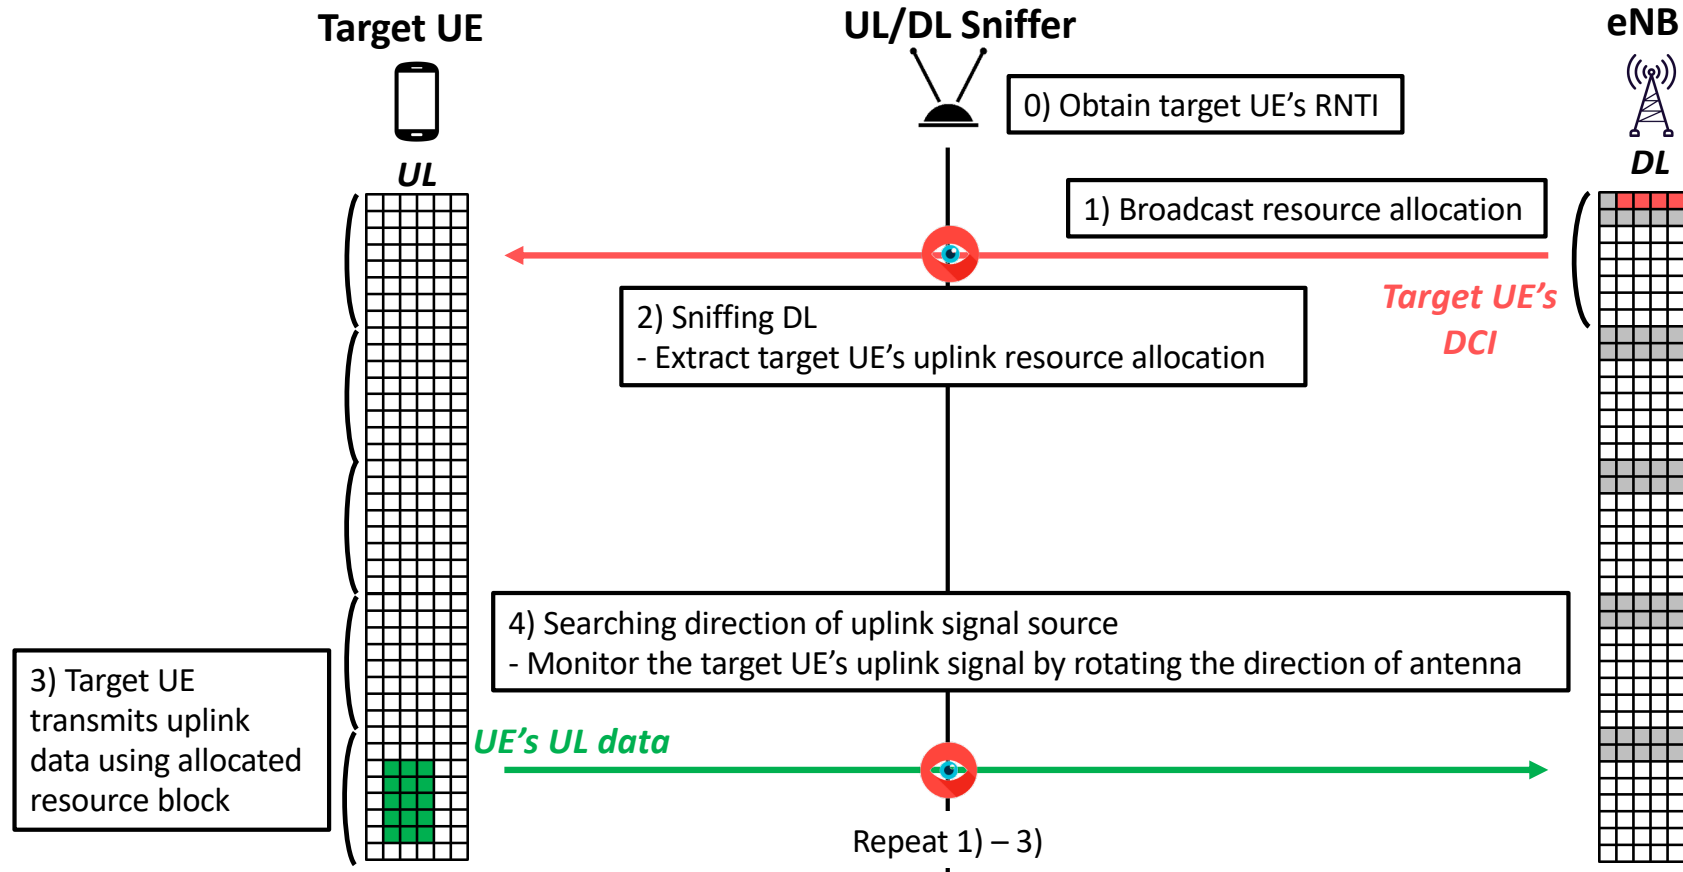 Target UE
UL/DL Sniffer
eNB
0) Obtain target UE’s RNTI
UL
DL
1) Broadcast resource allocation
Target UE’s
DCI
2) Sniffing DL
- Extract target UE’s uplink resource allocation
4) Searching direction of uplink signal source
- Monitor the target UE’s uplink signal by rotating the direction of antenna
3) Target UE
transmits uplink
data using allocated
resource block
UE’s UL data
Repeat 1) – 3)